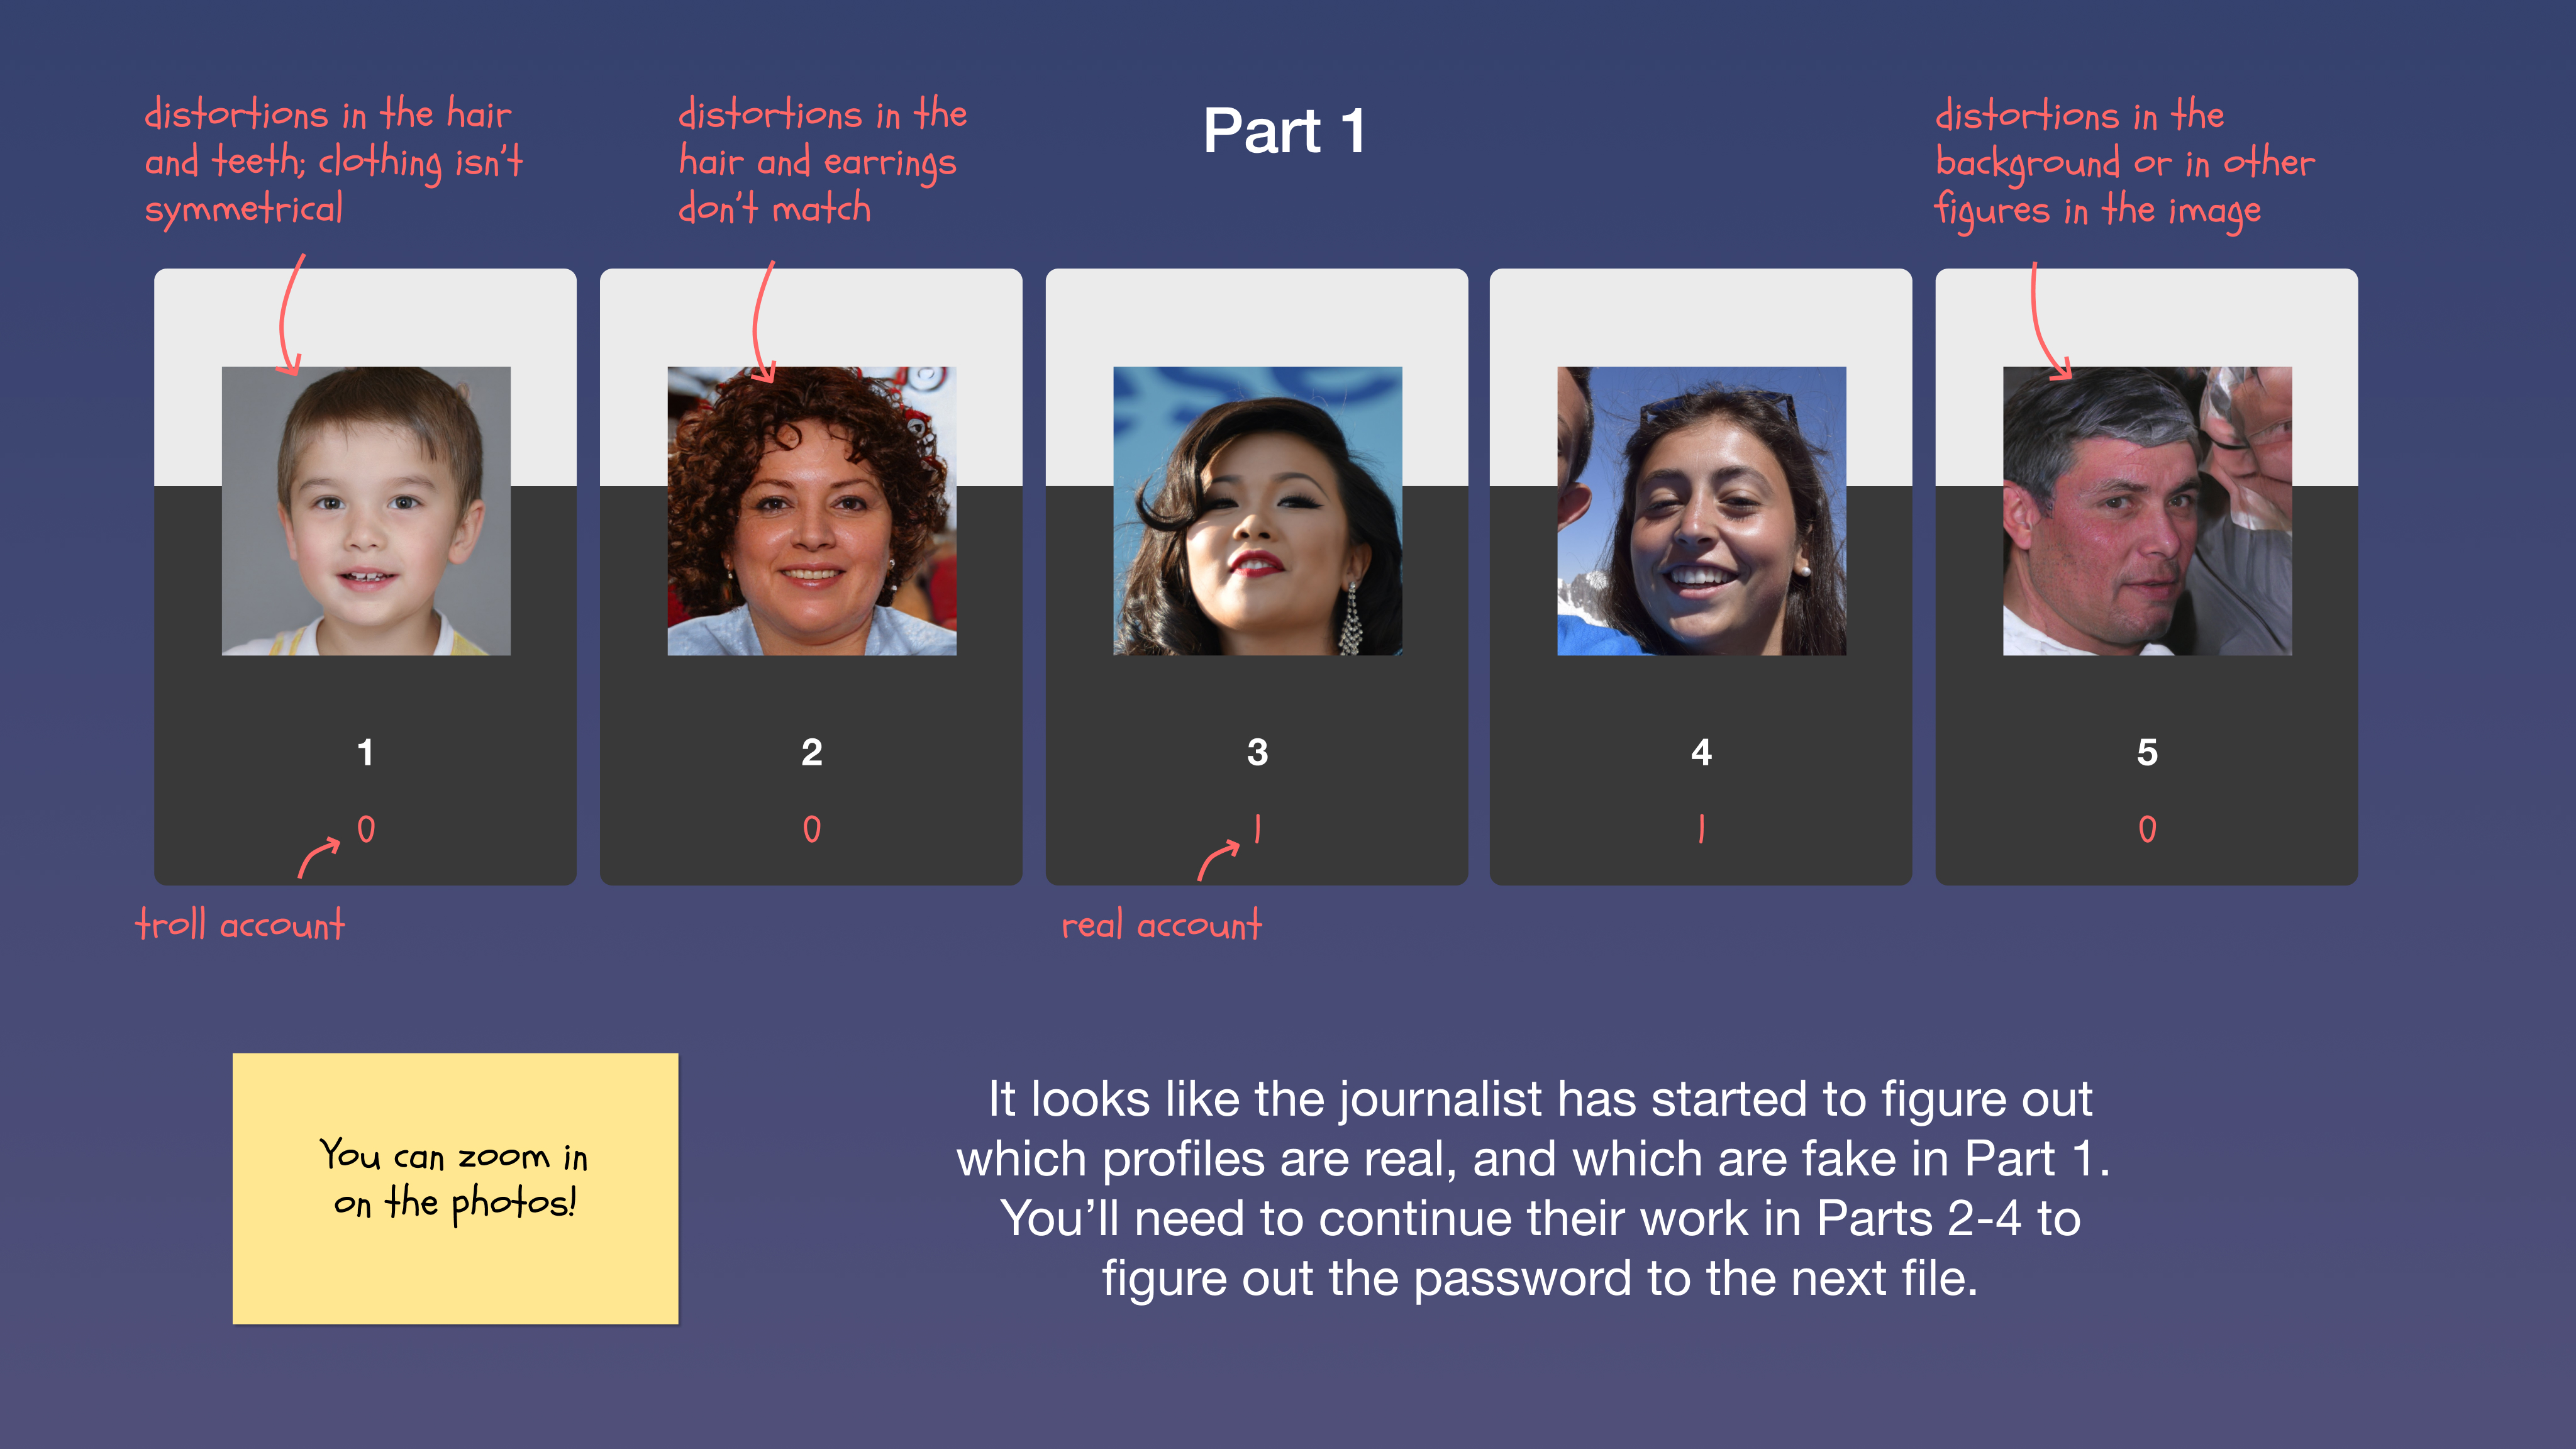 Part 1
distortions in the hair
and teeth; clothing isn't
symmetrical
distortions in the
hair and earrings
don't match
distortions in the
background or in other
figures in the image
1
2
3
4
5
0
0
1
1
0
troll account
real account
You can zoom in
on the photos!
It looks like the journalist has started to figure out
which profiles are real, and which are fake in Part 1.
You'll need to continue their work in Parts 2-4 to
figure out the password to the next file.